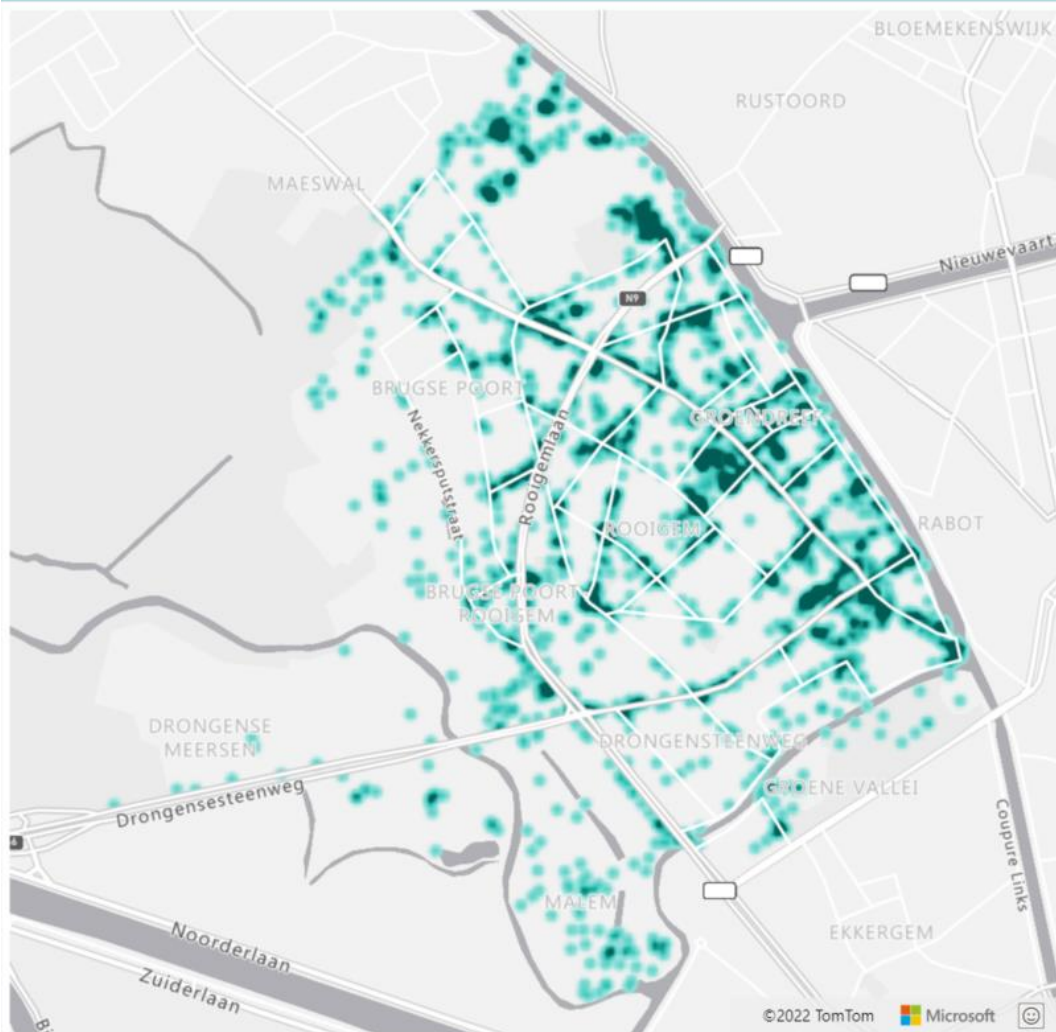 BLOEMEKENSWIJK
RUSTOORD
MAESWAL
Nieuwevaart
N9
BRUGSE POORT
GROENDREEF
Nekkersputstraat
Rooigemlaan
ROOIGEM
RABOT
BRUGSE POORT
ROOIGEM
DRONGENSE
MEERSEN
DRONGENSTEENWEG
Drongensesteenweg
GROENE VALLEI
Coupure Links
MALEM
EKKERGEM
Noorderlaan
Zuiderlaan
©2022 TomTom
Microsoft